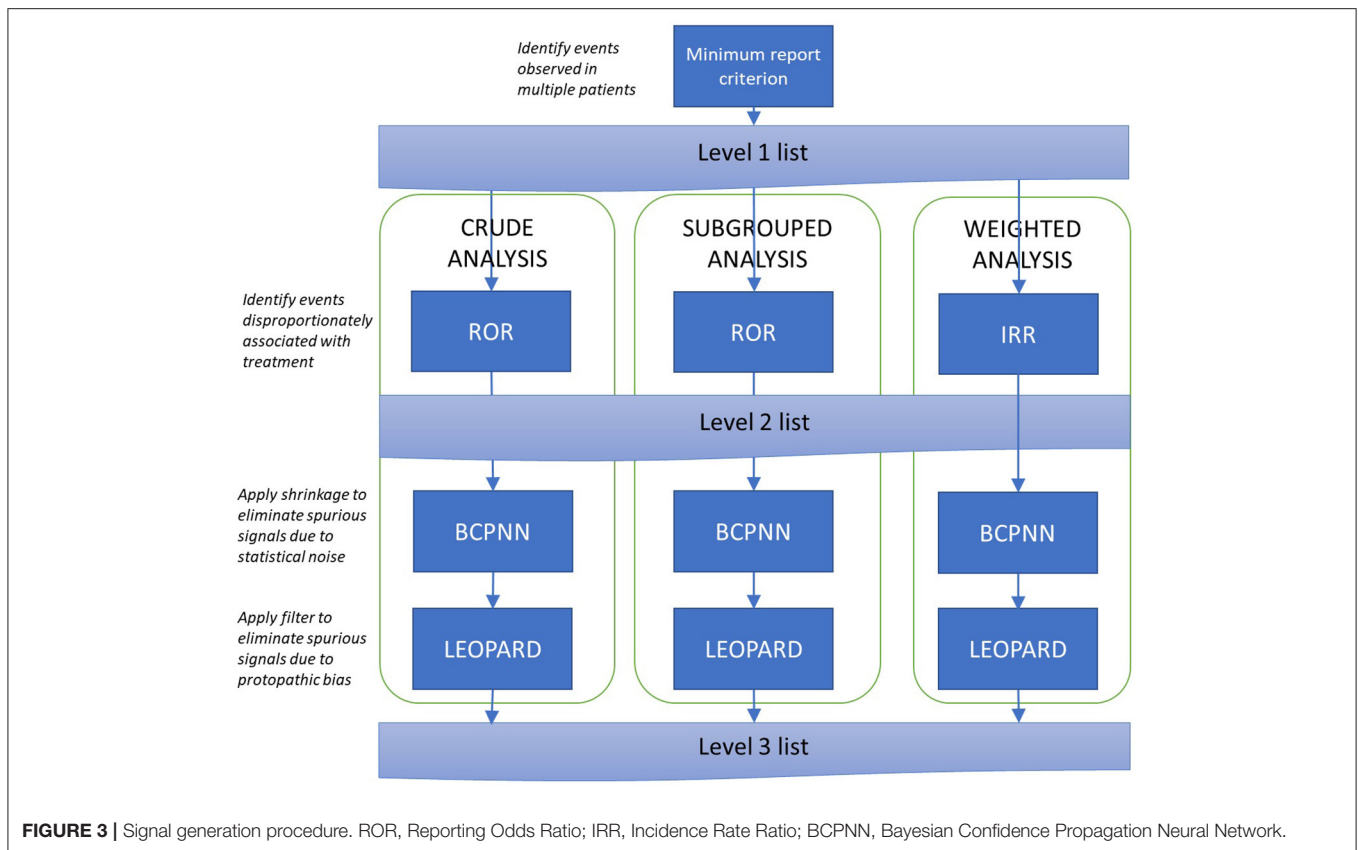 Identify events
observed in
multiple patients
Minimum report
criterion
Level 1 list
CRUDE
ANALYSIS
SUBGROUPED
ANALYSIS
WEIGHTED
ANALYSIS
Identify events
disproportionately
associated with
treatment
ROR
ROR
IRR
Level 2 list
Apply shrinkage to
eliminate spurious
signals due to
statistical noise
BCPNN
BCPNN
BCPNN
Apply filter to
eliminate spurious
signals due to
protopathic bias
LEOPARD
LEOPARD
LEOPARD
Level 3 list
FIGURE 3 | Signal generation procedure. ROR, Reporting Odds Ratio; IRR, Incidence Rate Ratio; BCPNN, Bayesian Confidence Propagation Neural Network.